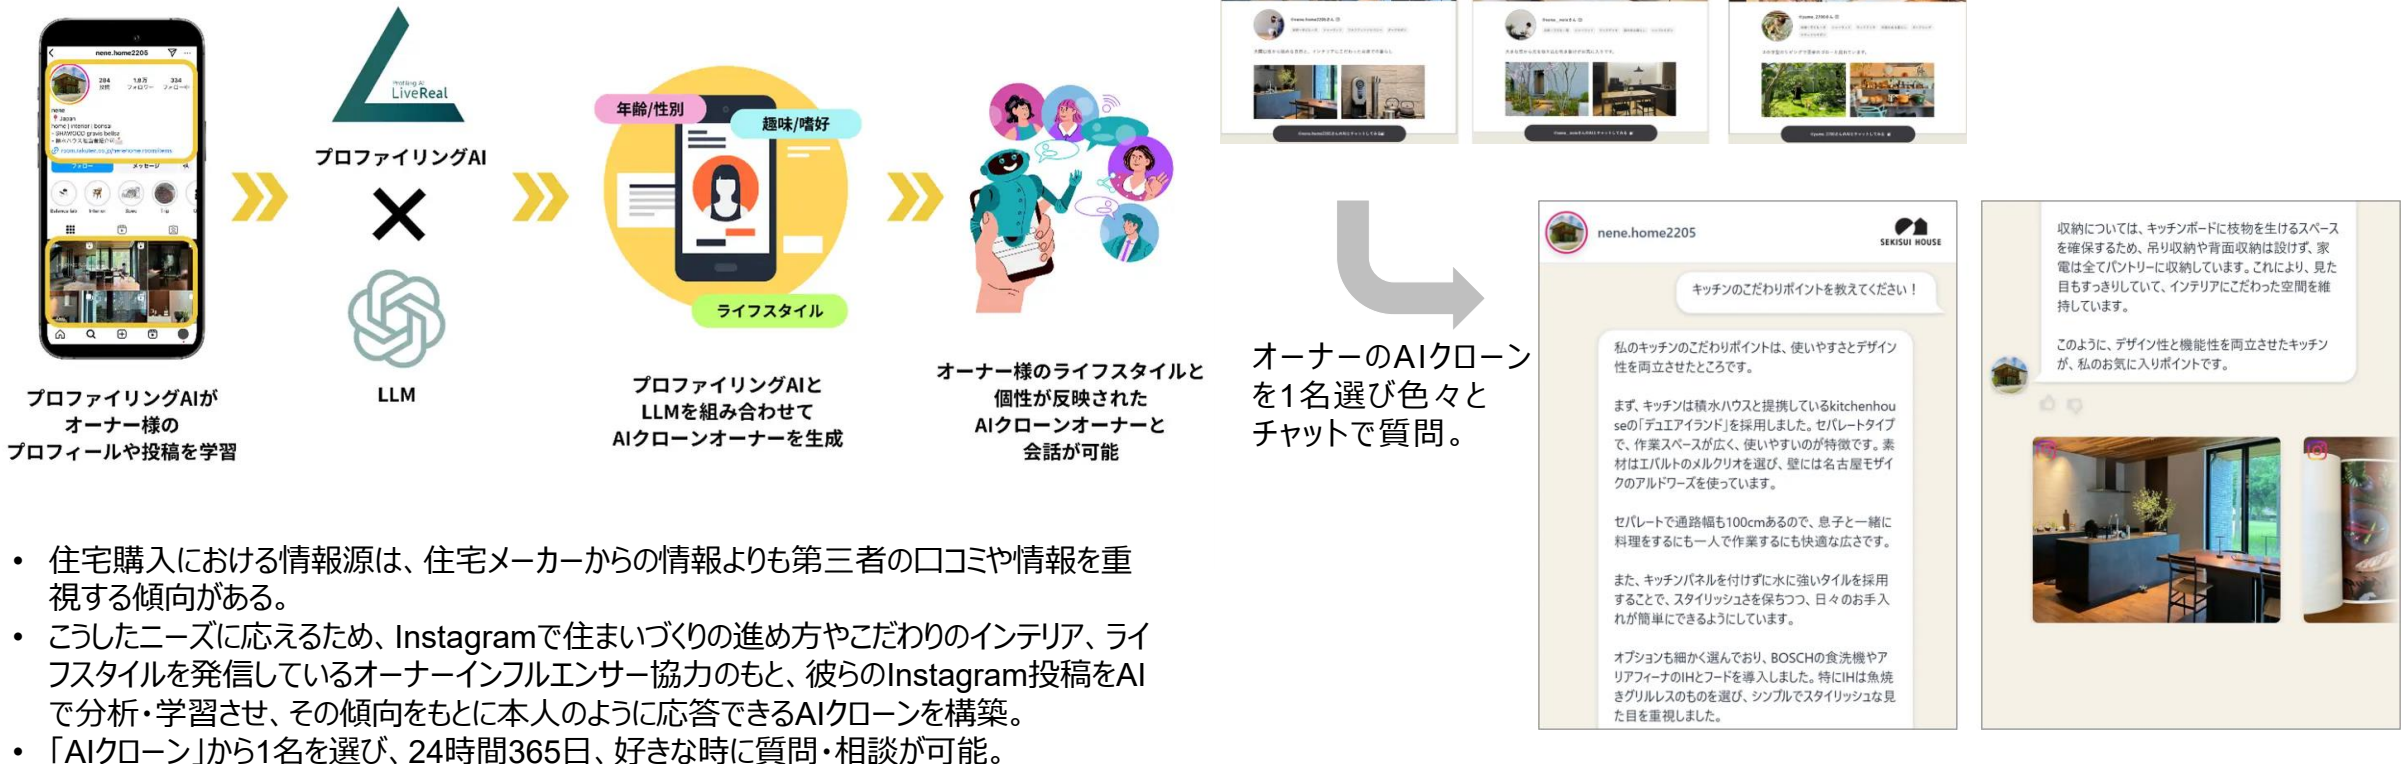 nene.home2205
284
1.8万
334
投稿
フォロワー
フォロー中
nene
Japan
home | interior | bonsai
フォロー
メッセージ
Interior
Trip
プロファイリングAIが
オーナー様の
プロフィールや投稿を学習
Profiling AI
LiveReal
プロファイリングAI
LLM
年齢/性別
趣味/嗜好
ライフスタイル
プロファイリングAIと
LLMを組み合わせて
AIクローンオーナーを生成
オーナー様のライフスタイルと
個性が反映された
AIクローンオーナーと
会話が可能
オーナーのAIクローン
を1名選び色々と
チャットで質問。
nene.home2205
SEKISUI HOUSE
キッチンのこだわりポイントを教えてください！
私のキッチンのこだわりポイントは、使いやすさとデザイン
性を両立させたところです。
まず、キッチンは積水ハウスと提携しているkitchenhou
seの「デュエアイランド」を採用しました。セパレートタイプ
で、作業スペースが広く、使いやすいのが特徴です。素
材はエバルトのメルクリオを選び、壁には名古屋モザイ
クのアルドワーズを使っています。
セパレートで通路幅も100cmあるので、息子と一緒に
料理をするにも一人で作業するにも快適な広さです。
また、キッチンパネルを付けずに水に強いタイルを採用
することで、スタイリッシュさを保ちつつ、日々のお手入
れが簡単にできるようにしています。
オプションも細かく選んでおり、BOSCHの食洗機やア
リアフィーナのIHとフードを導入しました。特にIHは魚焼
きグリルレスのものを選び、シンプルでスタイリッシュな見
た目を重視しました。
収納については、キッチンボードに枝物を生けるスペース
を確保するため、吊り収納や背面収納は設けず、家
電は全てパントリーに収納しています。これにより、見た
目もすっきりしていて、インテリアにこだわった空間を維
持しています。
このように、デザイン性と機能性を両立させたキッチン
が、私のお気に入りポイントです。
• 住宅購入における情報源は、住宅メーカーからの情報よりも第三者の口コミや情報を重
視する傾向がある。
• こうしたニーズに応えるため、Instagramで住まいづくりの進め方やこだわりのインテリア、ライ
フスタイルを発信しているオーナーインフルエンサー協力のもと、彼らのInstagram投稿をAI
で分析・学習させ、その傾向をもとに本人のように応答できるAIクローンを構築。
• 「AIクローン」から1名を選び、24時間365日、好きな時に質問・相談が可能。